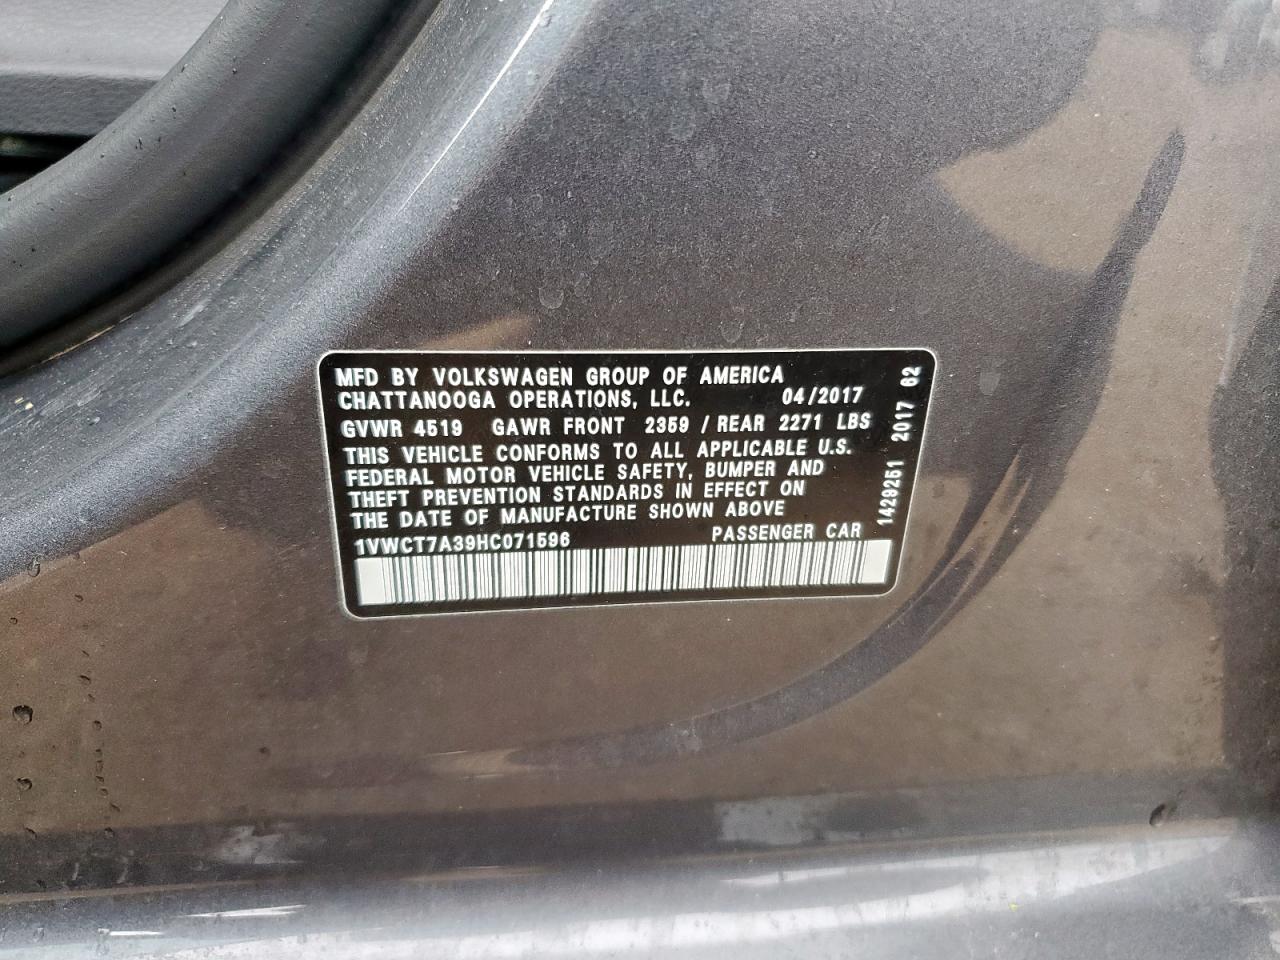 MFD BY VOLKSWAGEN GROUP OF AMERICA
CHATTANOOGA OPERATIONS, LLC. 04/2017
GVWR 4519 GAWR FRONT 2359 / REAR 2271 LBS
THIS VEHICLE CONFORMS TO ALL APPLICABLE U.S.
FEDERAL MOTOR VEHICLE SAFETY, BUMPER AND
THEFT PREVENTION STANDARDS IN EFFECT ON
THE DATE OF MANUFACTURE SHOWN ABOVE
1VWCT7A39HC071596 PASSENGER CAR
1429251 2017 62